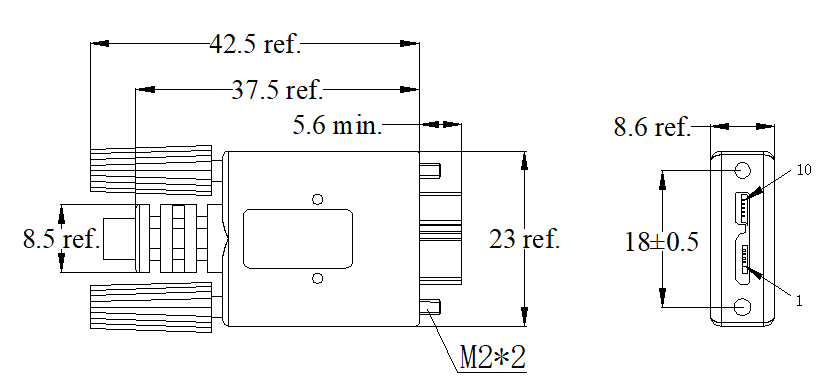 42.5 ref.
37.5 ref.
5.6 min.
8.6 ref.
10
8.5 ref.
23 ref.
18±0.5
1
M2*2